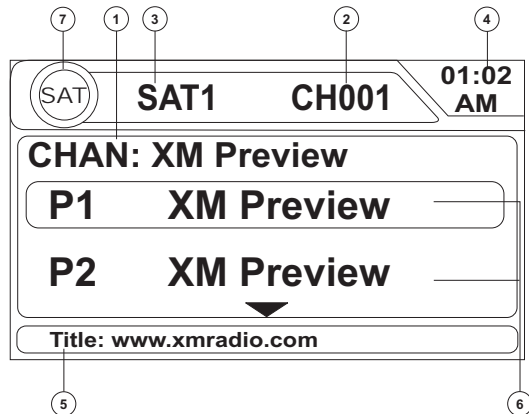 7 1 3 2 4
SAT SAT1 CH001 01:02 AM
CHAN: XM Preview
P1 XM Preview
P2 XM Preview
Title: www.xmradio.com
5 6